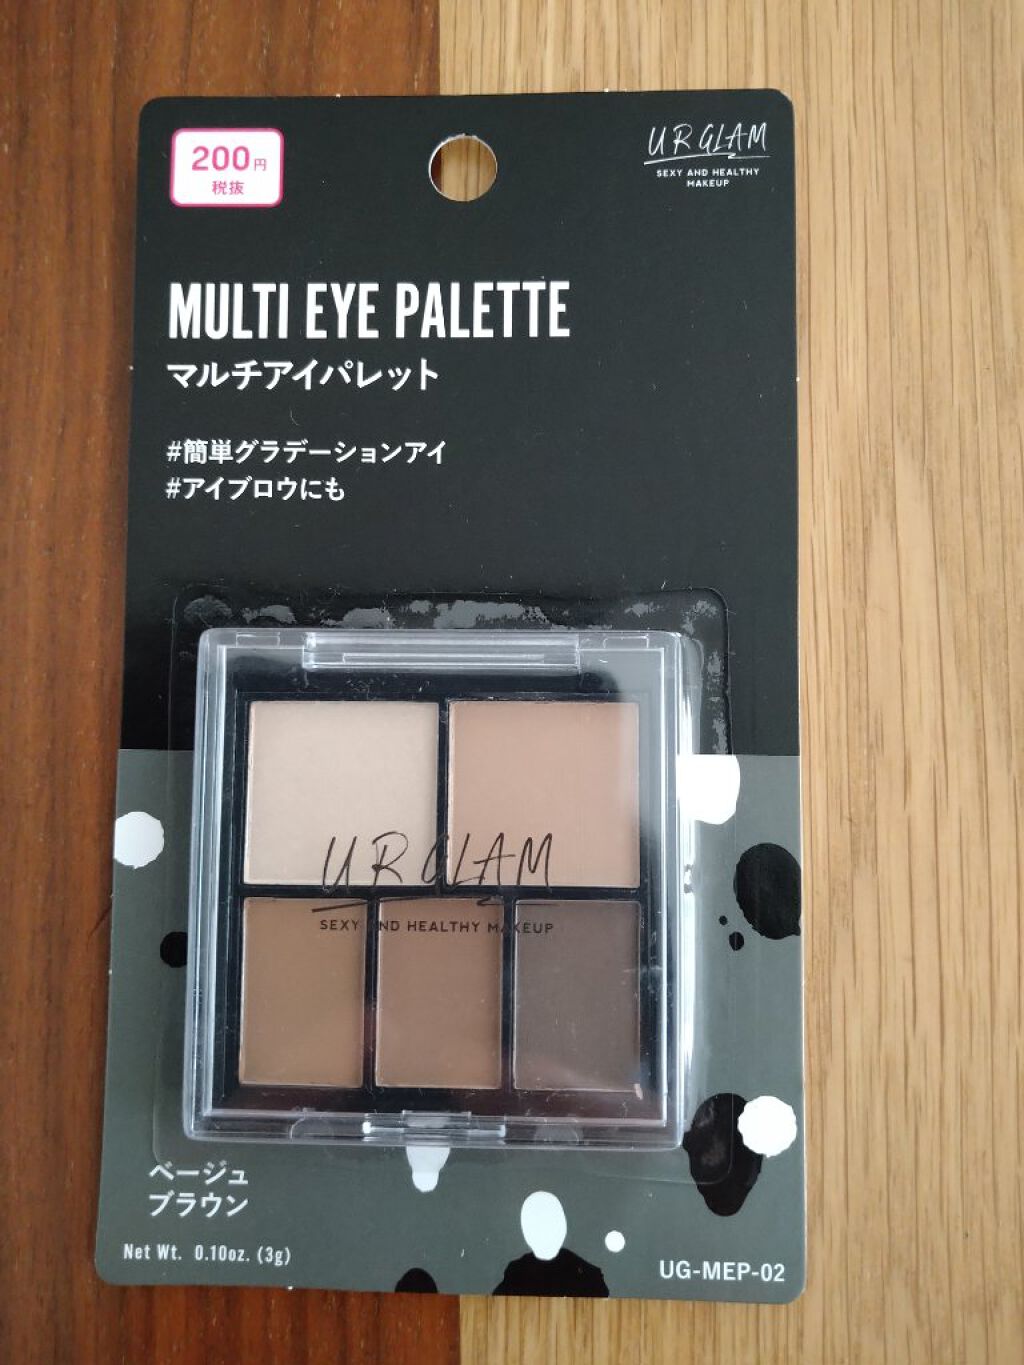 200円
税抜
UR GLAM
SEXY AND HEALTHY
MAKEUP
MULTI EYE PALETTE
マルチアイパレット
#簡単グラデーションアイ
#アイブロウにも
UR GLAM
SEXY AND HEALTHY MAKEUP
ベージュ
ブラウン
Net Wt. 0.10oz. (3g)
UG-MEP-02